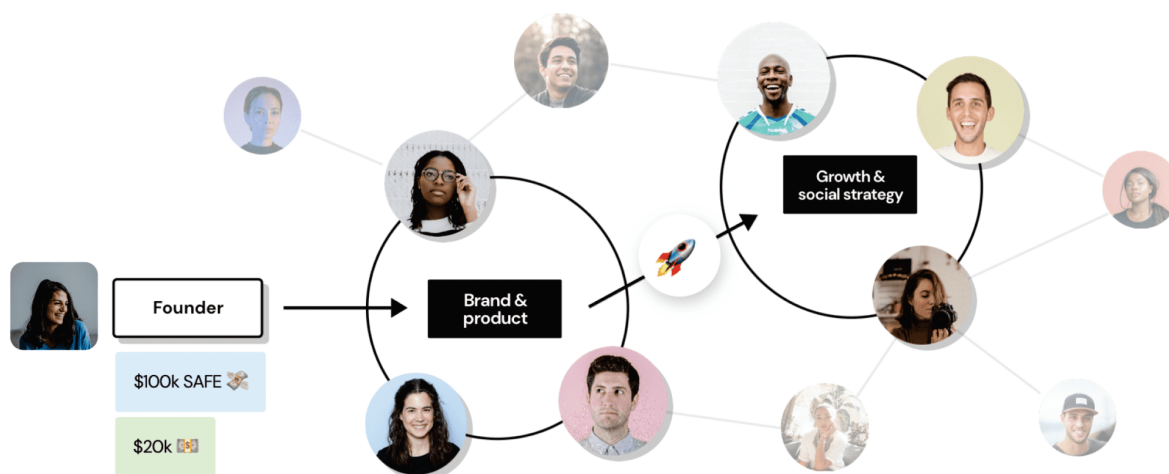 Growth &
social strategy
Founder
Brand &
product
$100k SAFE 💸
$20k 💵